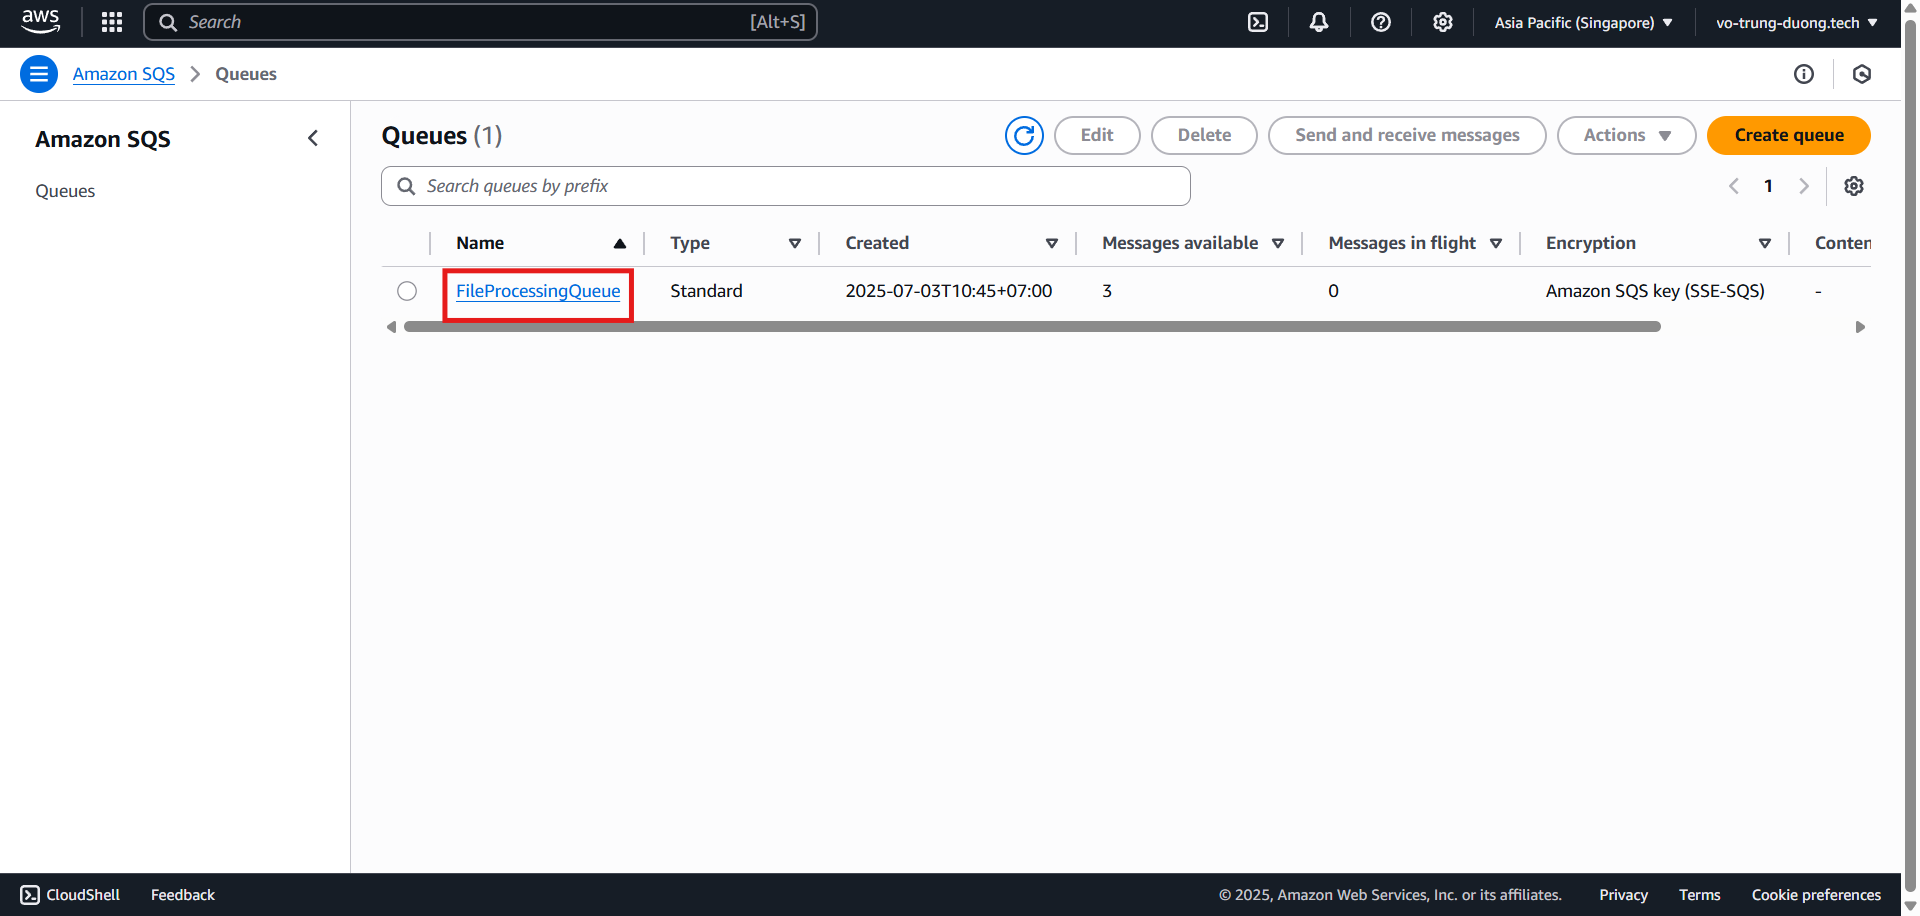 aws Search [Alt+S] Asia Pacific (Singapore) vo-trung-duong.tech
Amazon SQS Queues
Amazon SQS
Queues
Queues (1) Edit Delete Send and receive messages Actions Create queue
Search queues by prefix 1
Name Type Created Messages available Messages in flight Encryption Conten
FileProcessingQueue Standard 2025-07-03T10:45+07:00 3 0 Amazon SQS key (SSE-SQS) -
CloudShell Feedback © 2025, Amazon Web Services, Inc. or its affiliates. Privacy Terms Cookie preferences